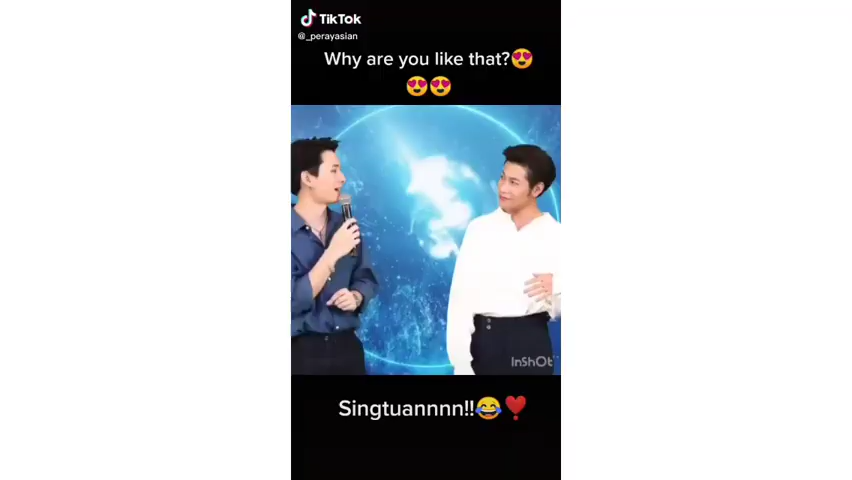 TikTok
@_perayasian
Why are you like that?😍
😍😍
InShOt
Singtuannnn!!😂❣️